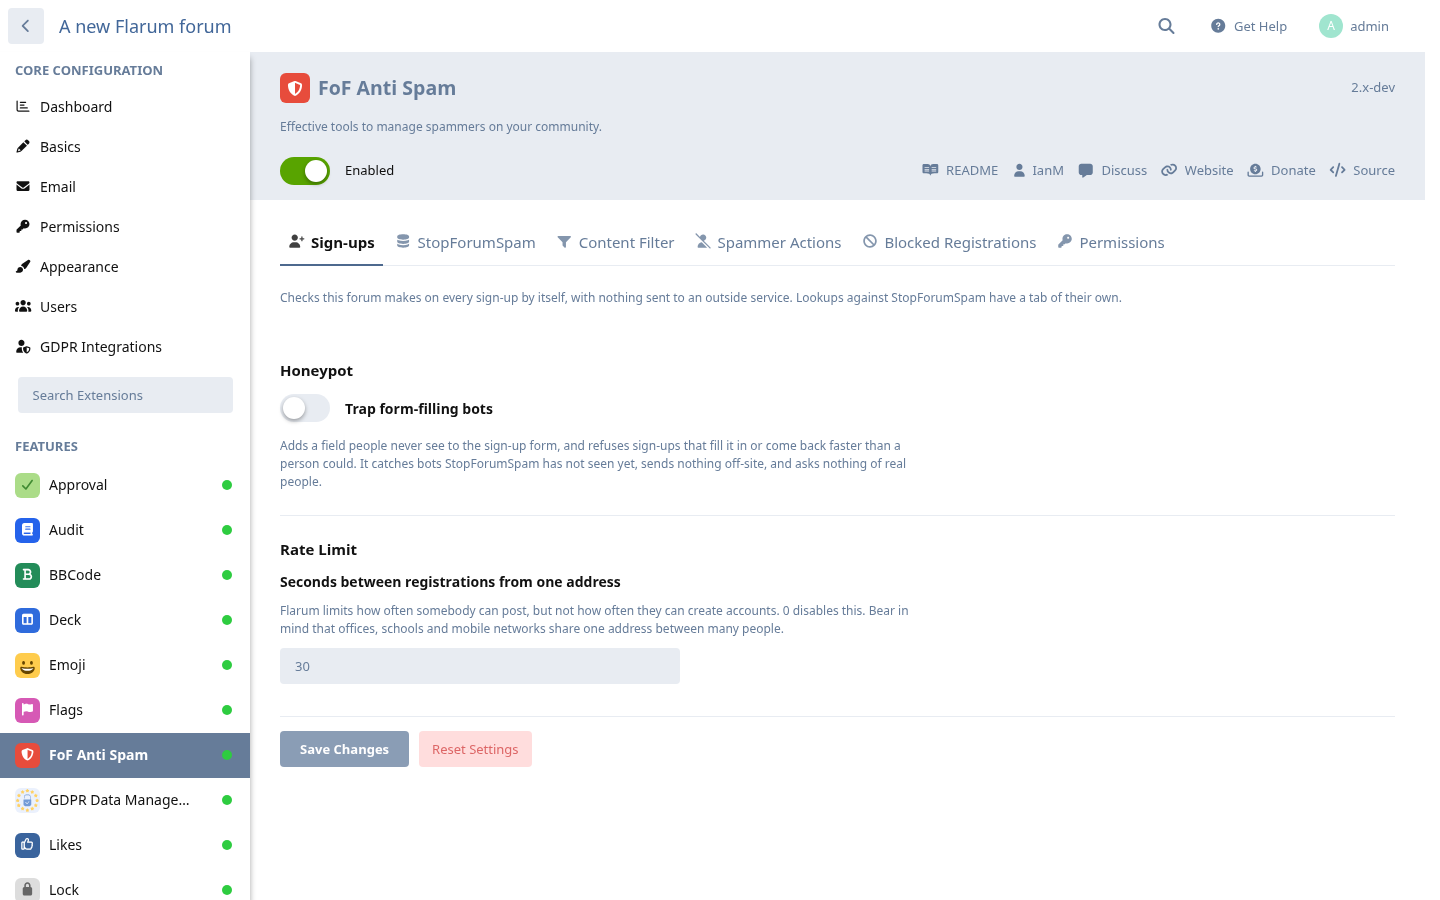 A new Flarum forum
Get Help
A
admin
CORE CONFIGURATION
Dashboard
Basics
Email
Permissions
Appearance
Users
GDPR Integrations
Search Extensions
FEATURES
Approval
Audit
BBCode
Deck
Emoji
Flags
FoF Anti Spam
GDPR Data Manage...
Likes
Lock
FoF Anti Spam
2.x-dev
Effective tools to manage spammers on your community.
Enabled
README
IanM
Discuss
Website
Donate
Source
Sign-ups
StopForumSpam
Content Filter
Spammer Actions
Blocked Registrations
Permissions
Checks this forum makes on every sign-up by itself, with nothing sent to an outside service. Lookups against StopForumSpam have a tab of their own.
Honeypot
Trap form-filling bots
Adds a field people never see to the sign-up form, and refuses sign-ups that fill it in or come back faster than a
person could. It catches bots StopForumSpam has not seen yet, sends nothing off-site, and asks nothing of real
people.
Rate Limit
Seconds between registrations from one address
Flarum limits how often somebody can post, but not how often they can create accounts. 0 disables this. Bear in
mind that offices, schools and mobile networks share one address between many people.
30
Save Changes
Reset Settings